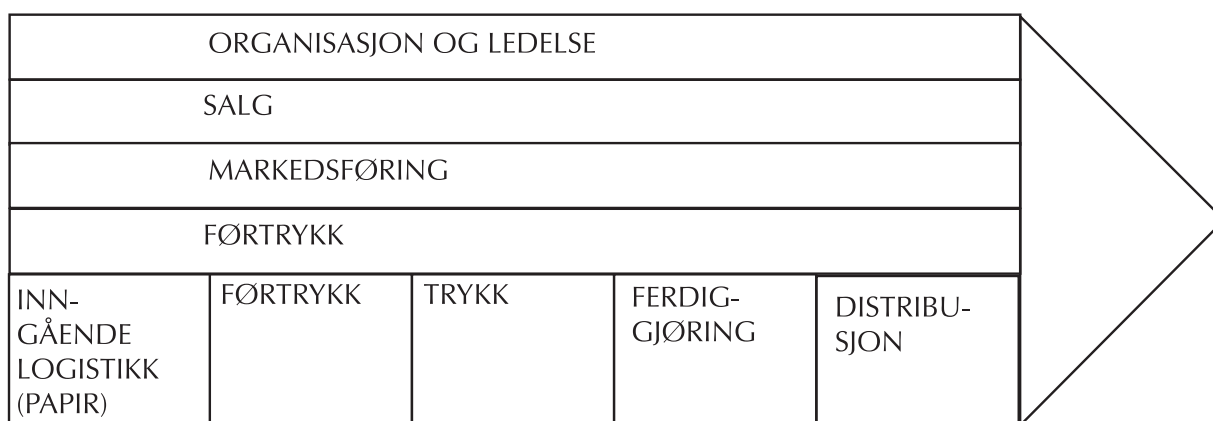 ORGANISASJON OG LEDELSE
SALG
MARKEDSFØRING
FØRTRYKK
INN-
GÅENDE
LOGISTIKK
(PAPIR)
FØRTRYKK
TRYKK
FERDIG-
GJØRING
DISTRIBU-
SJON